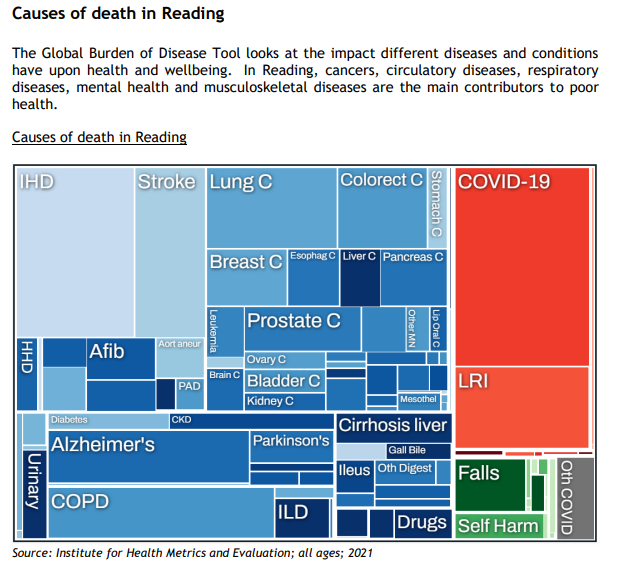 Causes of death in Reading
The Global Burden of Disease Tool looks at the impact different diseases and conditions
have upon health and wellbeing. In Reading, cancers, circulatory diseases, respiratory
diseases, mental health and musculoskeletal diseases are the main contributors to poor
health.
Causes of death in Reading
IHD
Stroke
Lung C
Colorect C
Stomach C
COVID-19
Breast C
Esophag C
Liver C
Pancreas C
Leukemia
Prostate C
Other MN
Lip Oral C
HHD
Afib
Aort aneur
PAD
Ovary C
Brain C
Bladder C
Kidney C
Mesothel
LRI
Diabetes
CKD
Cirrhosis liver
Urinary
Alzheimer's
Parkinson's
Gall Bile
Ileus
Oth Digest
Falls
Oth COVID
COPD
ILD
Drugs
Self Harm
Source: Institute for Health Metrics and Evaluation; all ages; 2021